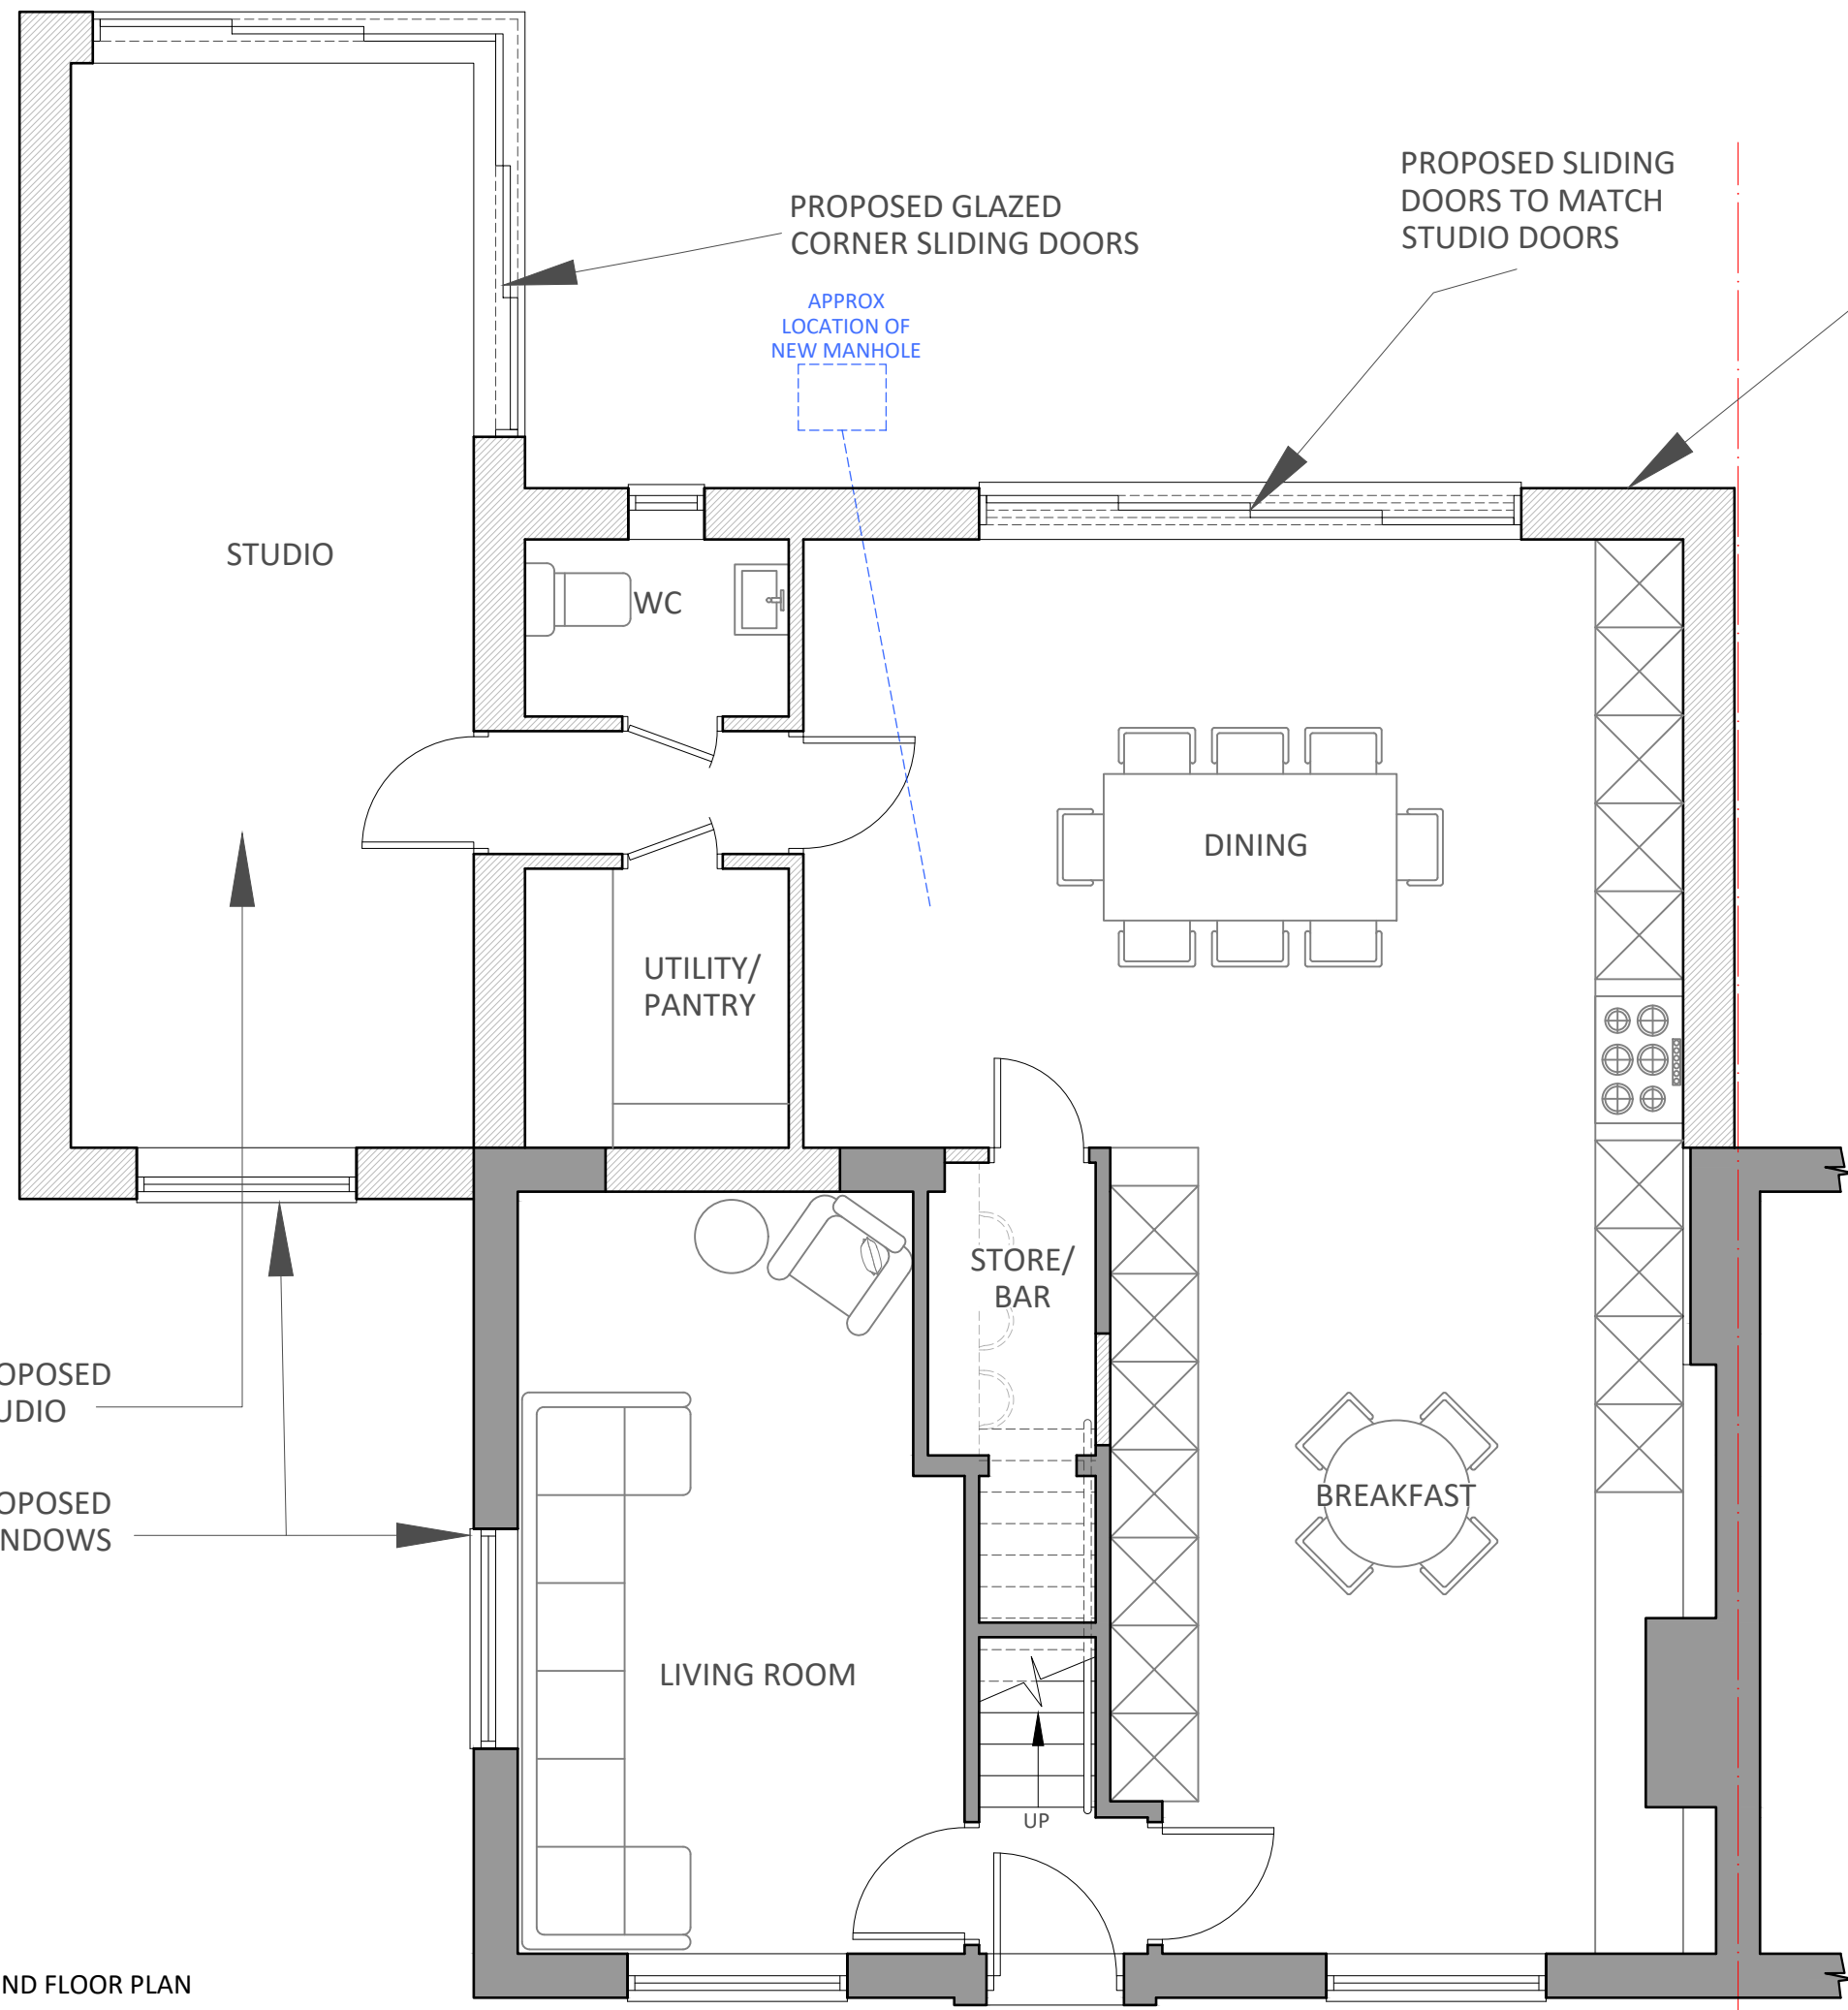 PROPOSED GLAZED
CORNER SLIDING DOORS
PROPOSED SLIDING
DOORS TO MATCH
STUDIO DOORS
APPROX
LOCATION OF
NEW MANHOLE
STUDIO
WC
DINING
UTILITY/
PANTRY
STORE/
BAR
OPOSED
UDIO
BREAKFAST
OPOSED
NDOWS
LIVING ROOM
UP
ND FLOOR PLAN